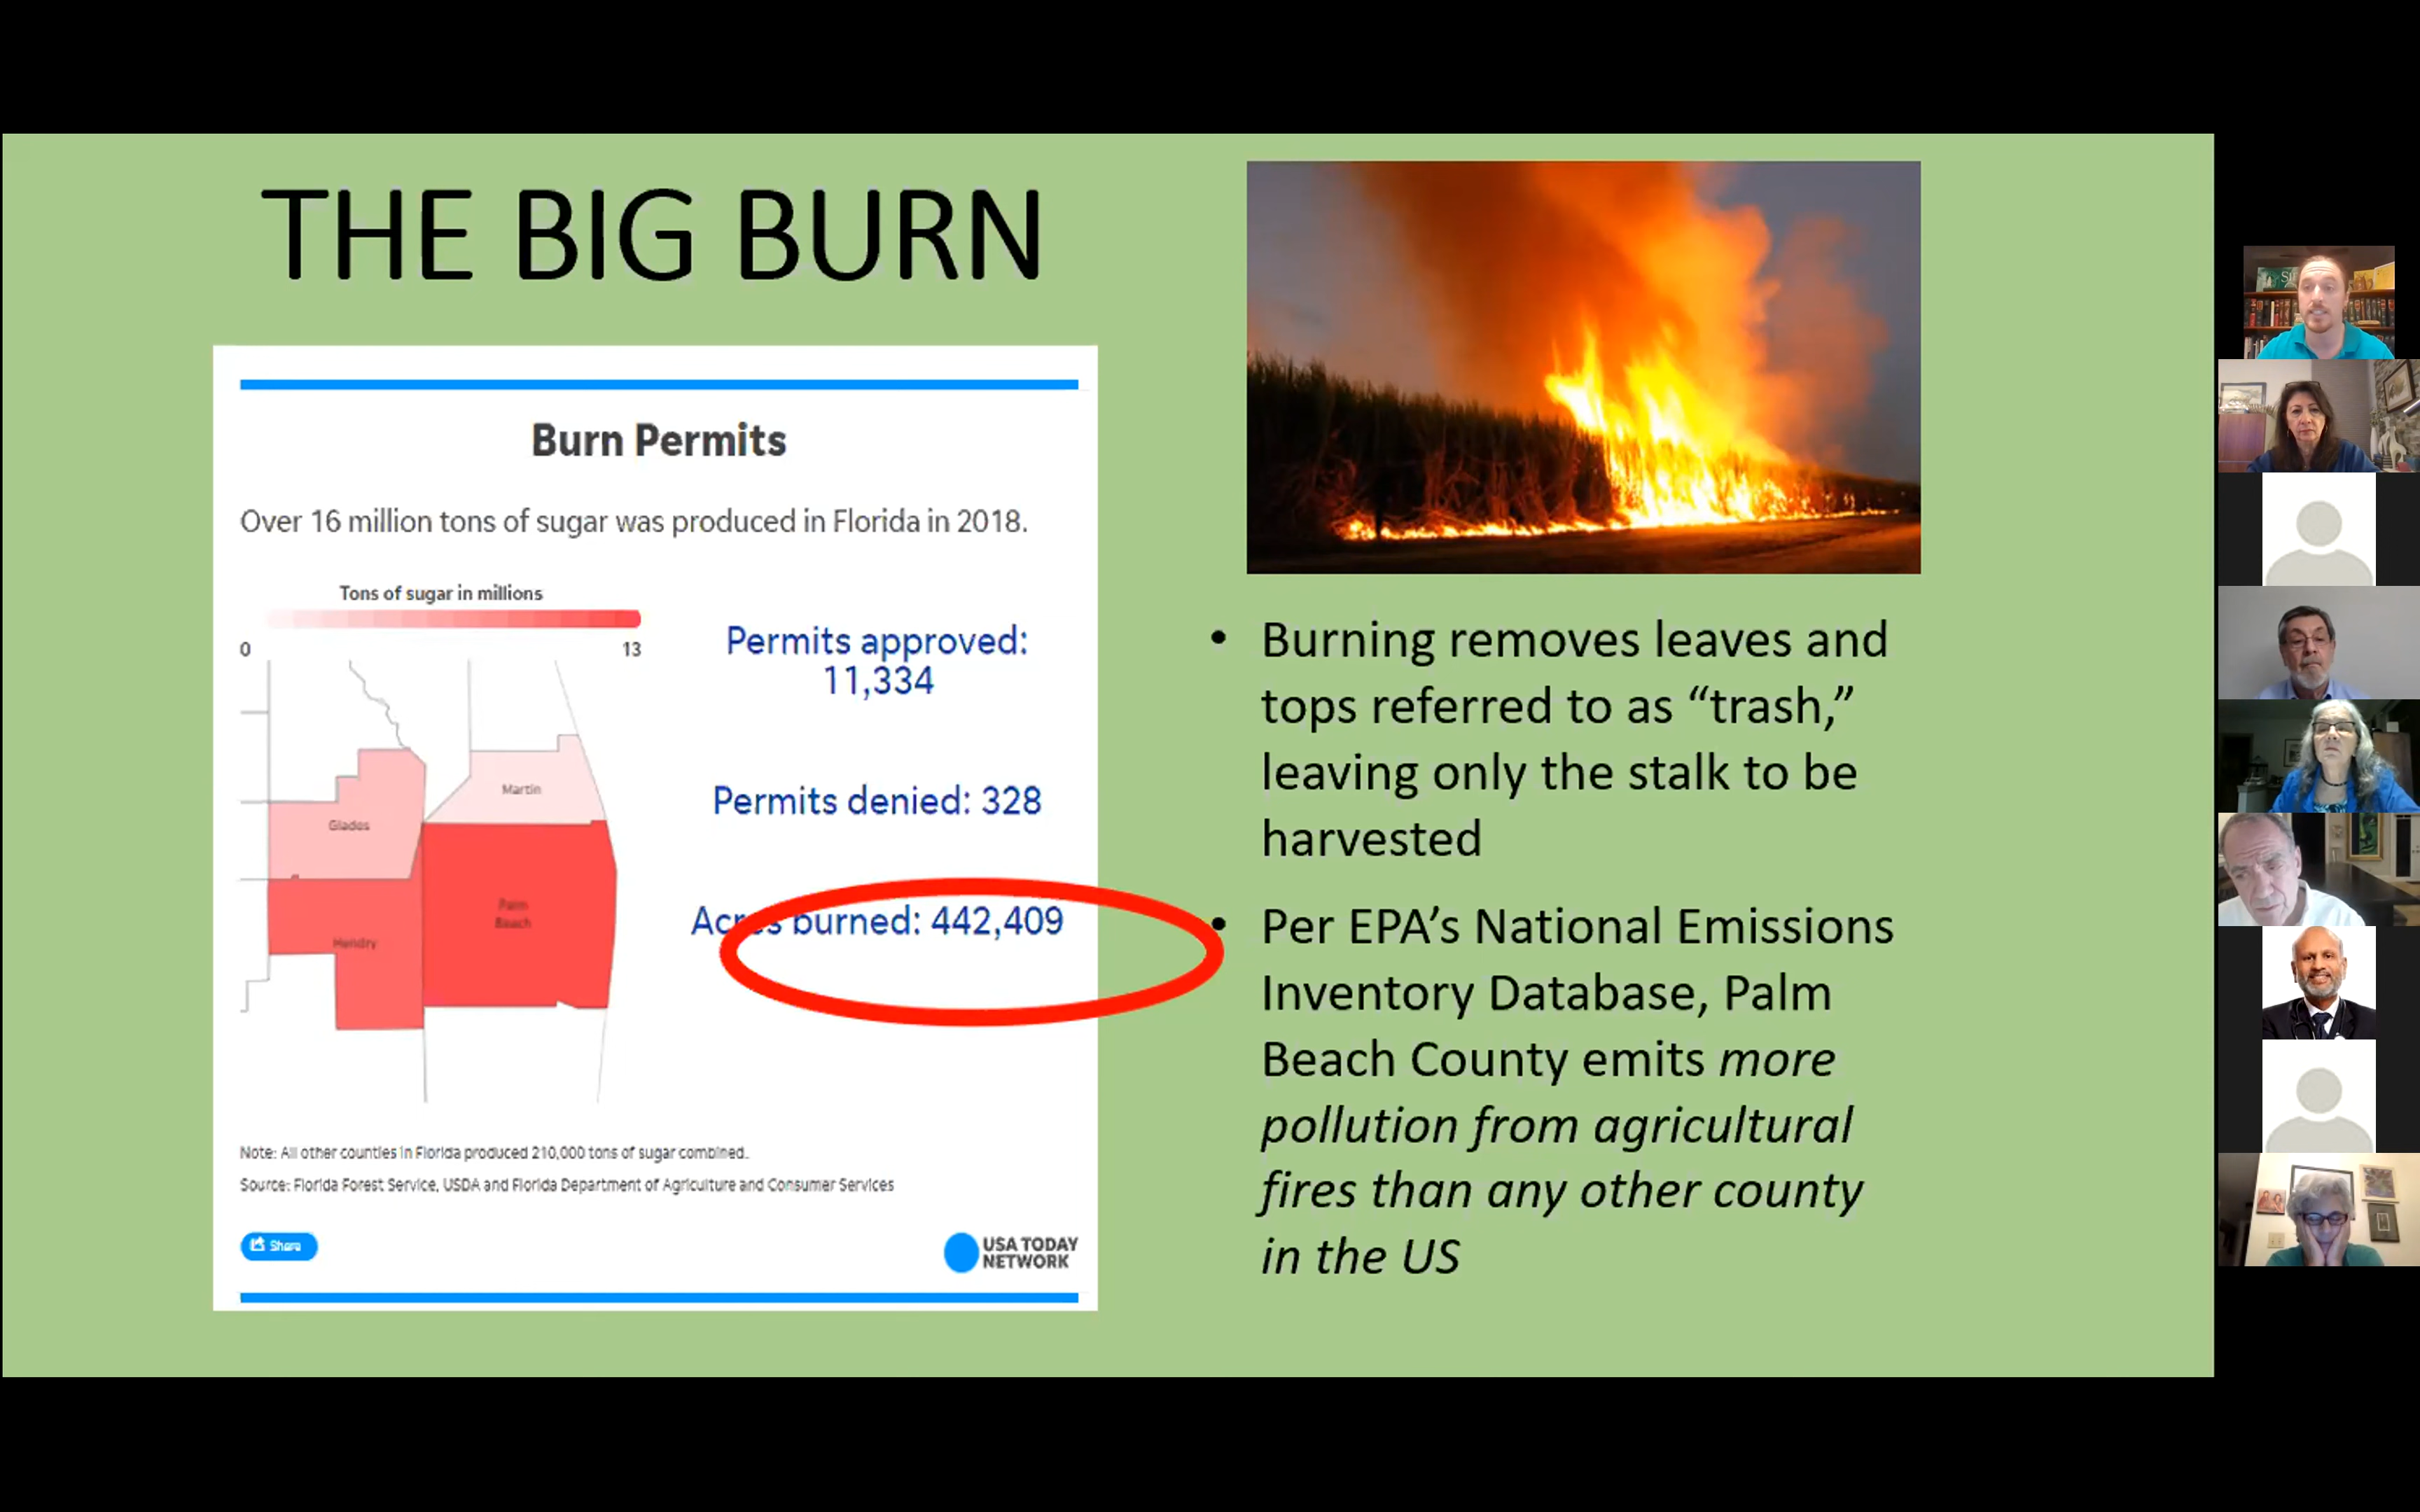 THE BIG BURN
Burn Permits
Over 16 million tons of sugar was produced in Florida in 2018.
Tons of sugar in millions
0
13
Permits approved:
11,334
Permits denied: 328
Acres burned: 442,409
Martin
Glades
Palm
Beach
Hendry
Note: All other counties in Florida produced 210,000 tons of sugar combined.
Source: Florida Forest Service, USDA and Florida Department of Agriculture and Consumer Services
Share
USA TODAY
NETWORK
• Burning removes leaves and
tops referred to as “trash,”
leaving only the stalk to be
harvested
• Per EPA’s National Emissions
Inventory Database, Palm
Beach County emits more
pollution from agricultural
fires than any other county
in the US